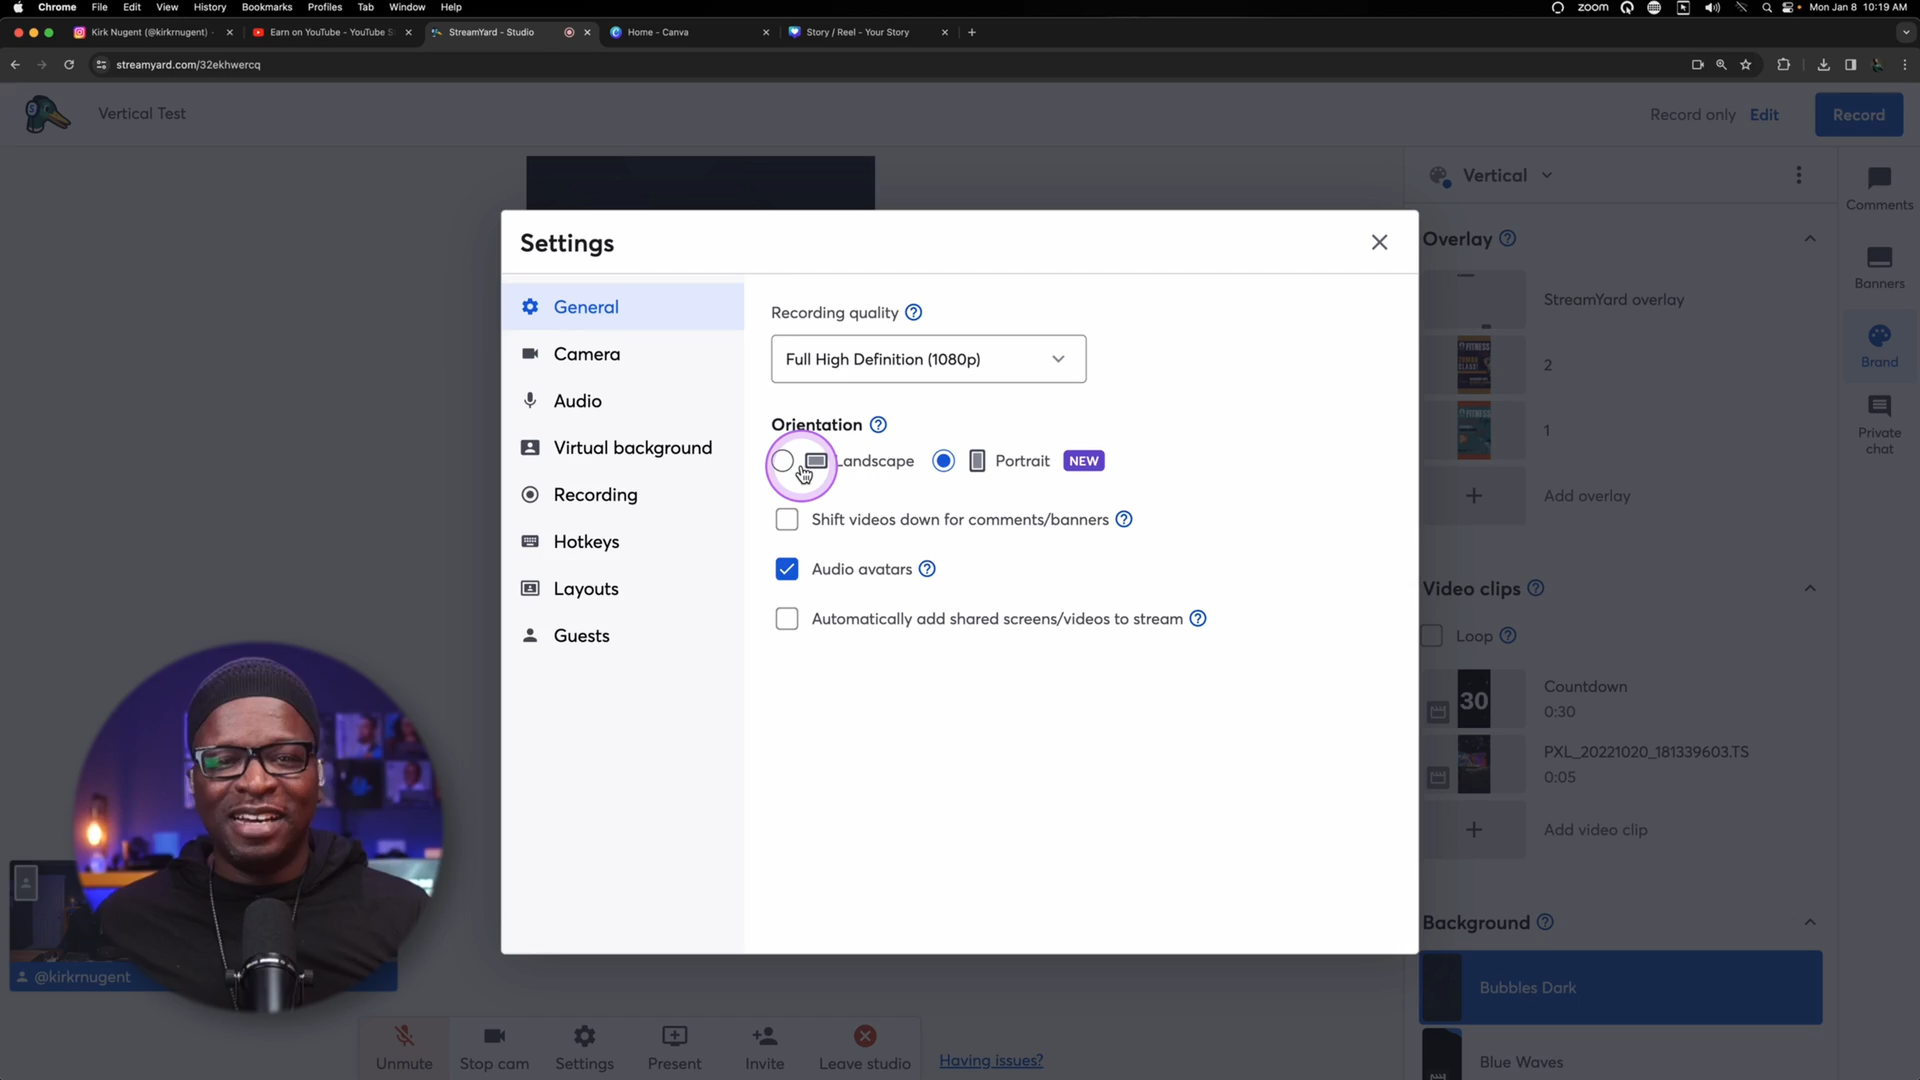 Chrome File Edit View History Bookmarks Profiles Tab Window Help
zoom Mon Jan 8 10:19 AM
Kirk Nugent (@kirkrnugent) ·
Earn on YouTube - YouTube S
StreamYard - Studio
Home - Canva
Story / Reel - Your Story
streamyard.com/32ekhwercq
Vertical Test
Record only Edit Record
Vertical
Comments
Banners
Brand
Private
chat
Overlay
StreamYard overlay
2
1
Add overlay
Video clips
Loop
30
Countdown
0:30
PXL_20221020_181339603.TS
0:05
Add video clip
Background
Bubbles Dark
Blue Waves
Settings
General
Camera
Audio
Virtual background
Recording
Hotkeys
Layouts
Guests
Recording quality
Full High Definition (1080p)
Orientation
Landscape Portrait NEW
Shift videos down for comments/banners
Audio avatars
Automatically add shared screens/videos to stream
@kirkrnugent
Unmute
Stop cam
Settings
Present
Invite
Leave studio
Having issues?